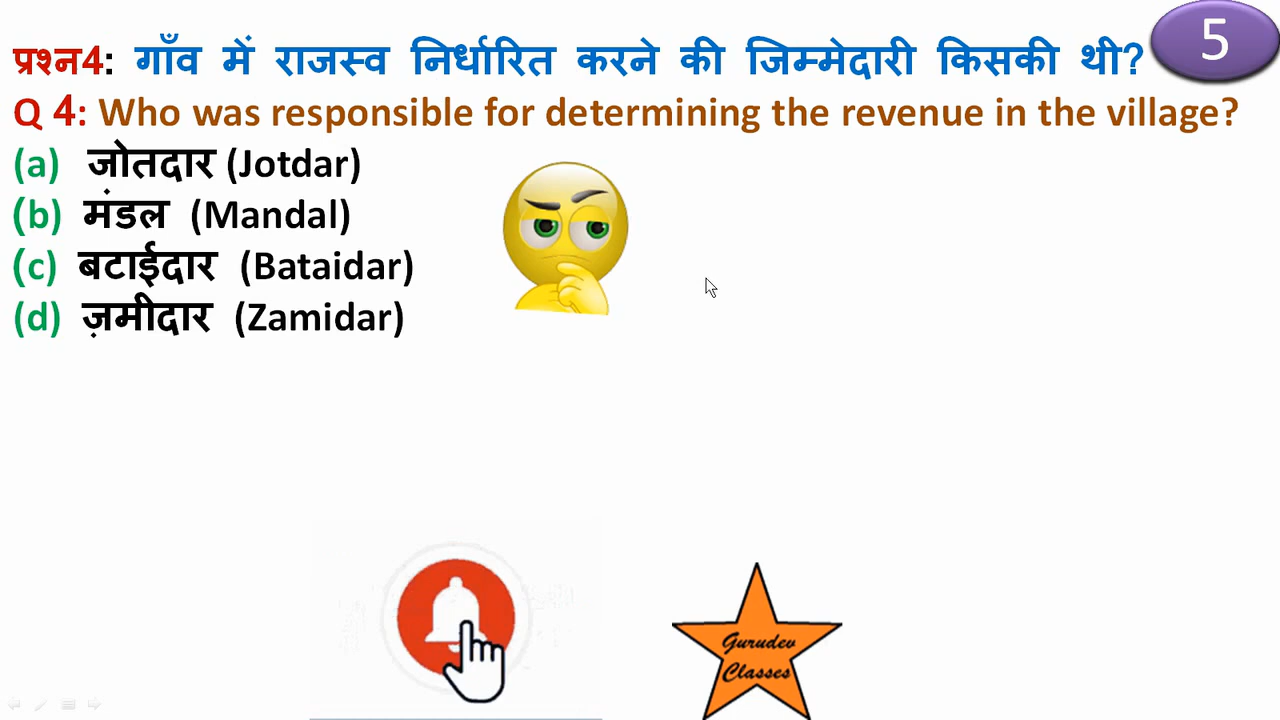 प्रश्न4: गाँव में राजस्व निर्धारित करने की जिम्मेदारी किसकी थी?
5
Q 4: Who was responsible for determining the revenue in the village?
(a) जोतदार (Jotdar)
(b) मंडल (Mandal)
(c) बटाईदार (Bataidar)
(d) ज़मीदार (Zamidar)
Gurudev
Classes